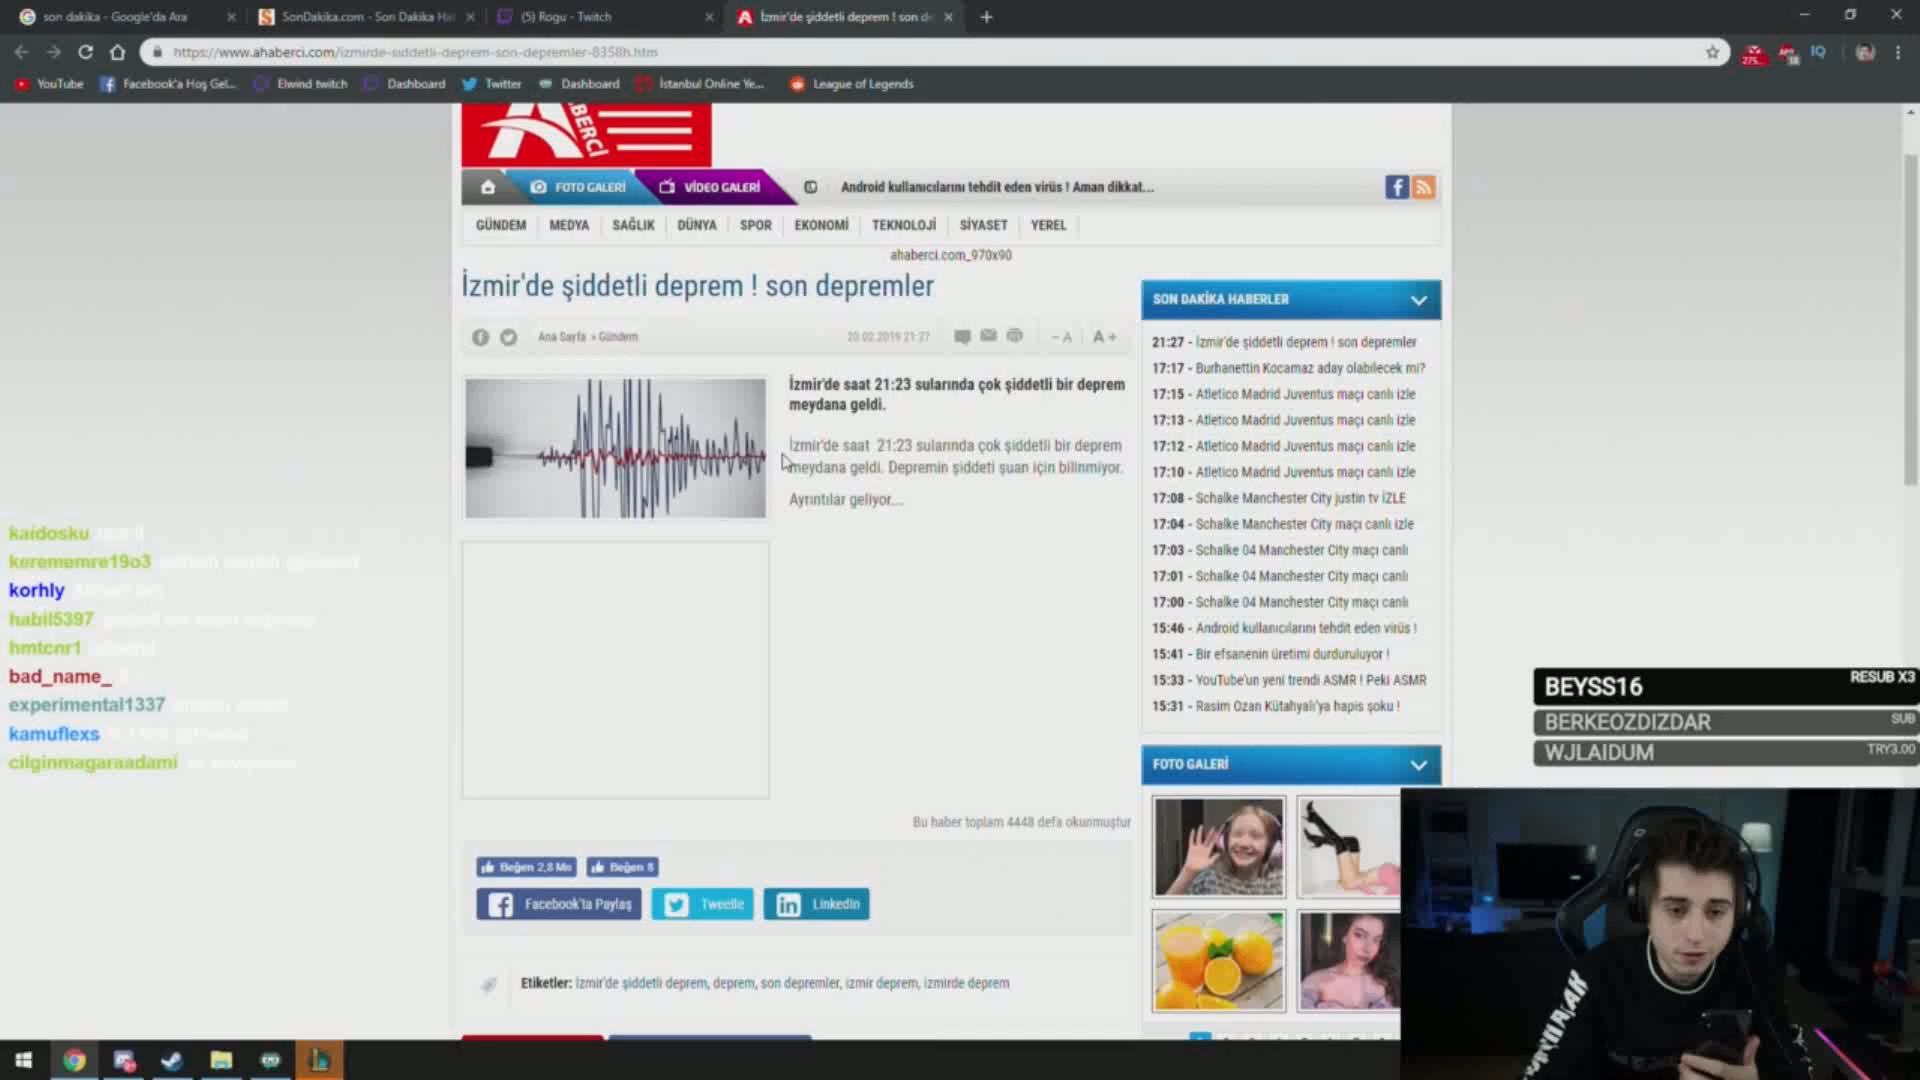 son dakika - Google'da Ara
SonDakika.com - Son Dakika Ha
(5) Rogu - Twitch
İzmir'de şiddetli deprem ! son de
https://www.ahaberci.com/izmirde-siddetli-deprem-son-depremler-8358h.htm
YouTube
Facebook'a Hoş Gel...
Elwind twitch
Dashboard
Twitter
Dashboard
İstanbul Online Ye...
League of Legends
BERCİ
FOTO GALERİ
VİDEO GALERİ
Android kullanıcılarını tehdit eden virüs ! Aman dikkat...
GÜNDEM MEDYA SAĞLIK DÜNYA SPOR EKONOMİ TEKNOLOJİ SİYASET YEREL
ahaberci.com_970x90
İzmir'de şiddetli deprem ! son depremler
Ana Sayfa » Gündem
20.02.2019 21:27
- A
A +
İzmir'de saat 21:23 sularında çok şiddetli bir deprem
meydana geldi.
İzmir'de saat 21:23 sularında çok şiddetli bir deprem
meydana geldi. Depremin şiddeti şuan için bilinmiyor.
Ayrıntılar geliyor...
Bu haber toplam 4448 defa okunmuştur
Beğen 2,8 Mn
Beğen 6
Facebook'ta Paylaş
Tweetle
LinkedIn
Etiketler: İzmir'de şiddetli deprem, deprem, son depremler, izmir deprem, izmirde deprem
SON DAKİKA HABERLER
21:27 - İzmir'de şiddetli deprem ! son depremler
17:17 - Burhanettin Kocamaz aday olabilecek mi?
17:15 - Atletico Madrid Juventus maçı canlı izle
17:13 - Atletico Madrid Juventus maçı canlı izle
17:12 - Atletico Madrid Juventus maçı canlı izle
17:10 - Atletico Madrid Juventus maçı canlı izle
17:08 - Schalke Manchester City justin tv İZLE
17:04 - Schalke Manchester City maçı canlı izle
17:03 - Schalke 04 Manchester City maçı canlı
17:01 - Schalke 04 Manchester City maçı canlı
17:00 - Schalke 04 Manchester City maçı canlı
15:46 - Android kullanıcılarını tehdit eden virüs !
15:41 - Bir efsanenin üretimi durduruluyor !
15:33 - YouTube'un yeni trendi ASMR ! Peki ASMR
15:31 - Rasim Ozan Kütahyalı'ya hapis şoku !
FOTO GALERİ
kaidosku
kerememre19o3
korhly
habil5397
hmtcnr1
bad_name_
experimental1337
kamuflexs
cilginmagaraadami
BEYSS16 RESUB X3
BERKEOZDIZDAR SUB
WJLAIDUM TRY3.00